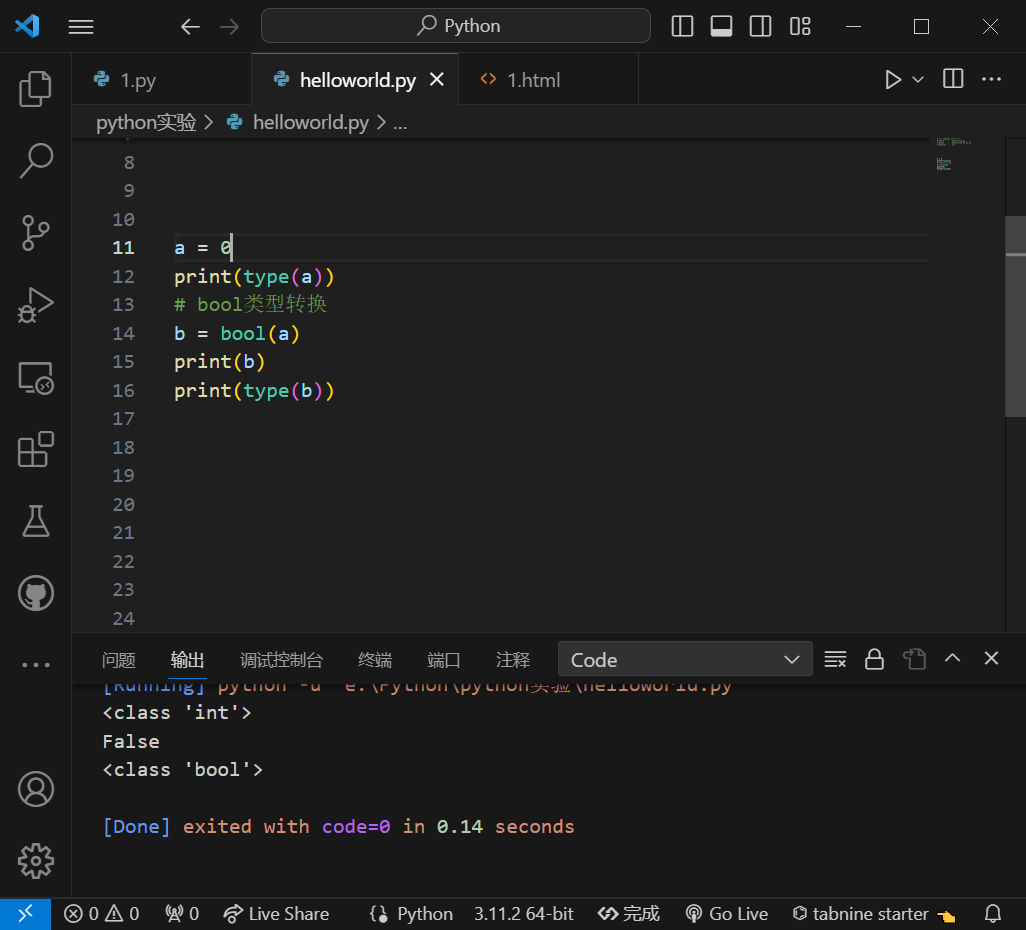 Python
1.py
helloworld.py
1.html
python实验 > helloworld.py > ...
8
9
10
11 a = 0
12 print(type(a))
13 # bool类型转换
14 b = bool(a)
15 print(b)
16 print(type(b))
17
18
19
20
21
22
23
24
问题 输出 调试控制台 终端 端口 注释 Code
[Running] python -u "e:\Python\python实验\helloworld.py"
<class 'int'>
False
<class 'bool'>
[Done] exited with code=0 in 0.14 seconds
0 0 0 Live Share Python 3.11.2 64-bit 完成 Go Live tabnine starter